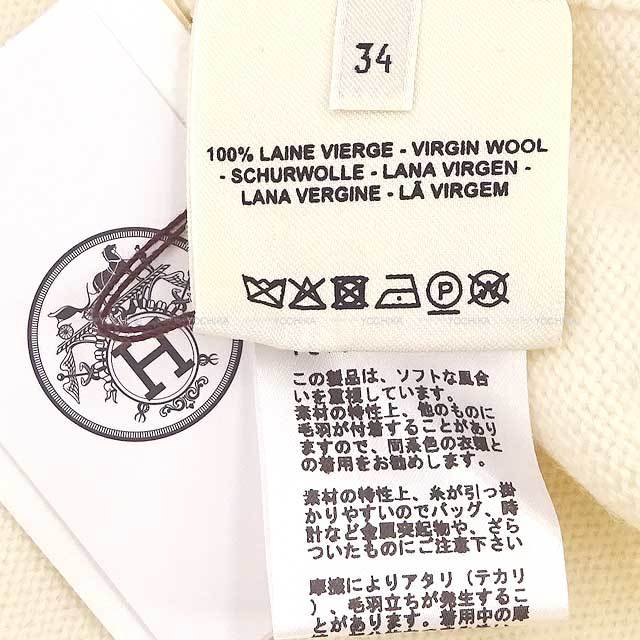 34
100% LAINE VIERGE - VIRGIN WOOL
- SCHURWOLLE - LANA VIRGEN -
LANA VERGINE - LÃ VIRGEM
P
W
YOCHIKA
H
この製品は、ソフトな風合
いを重視しています。
素材の特性上、他のものに
毛羽が付着することがあり
ますので、同系色の衣類と
の着用をお勧めします。
素材の特性上、糸が引っ掛
かりやすいのでバッグ、時
計など金属突起物や、ざら
ついたものにご注意下さい
摩擦によりアタリ（テカリ
）、毛羽立ちが発生するこ
とがあります。着用中の摩